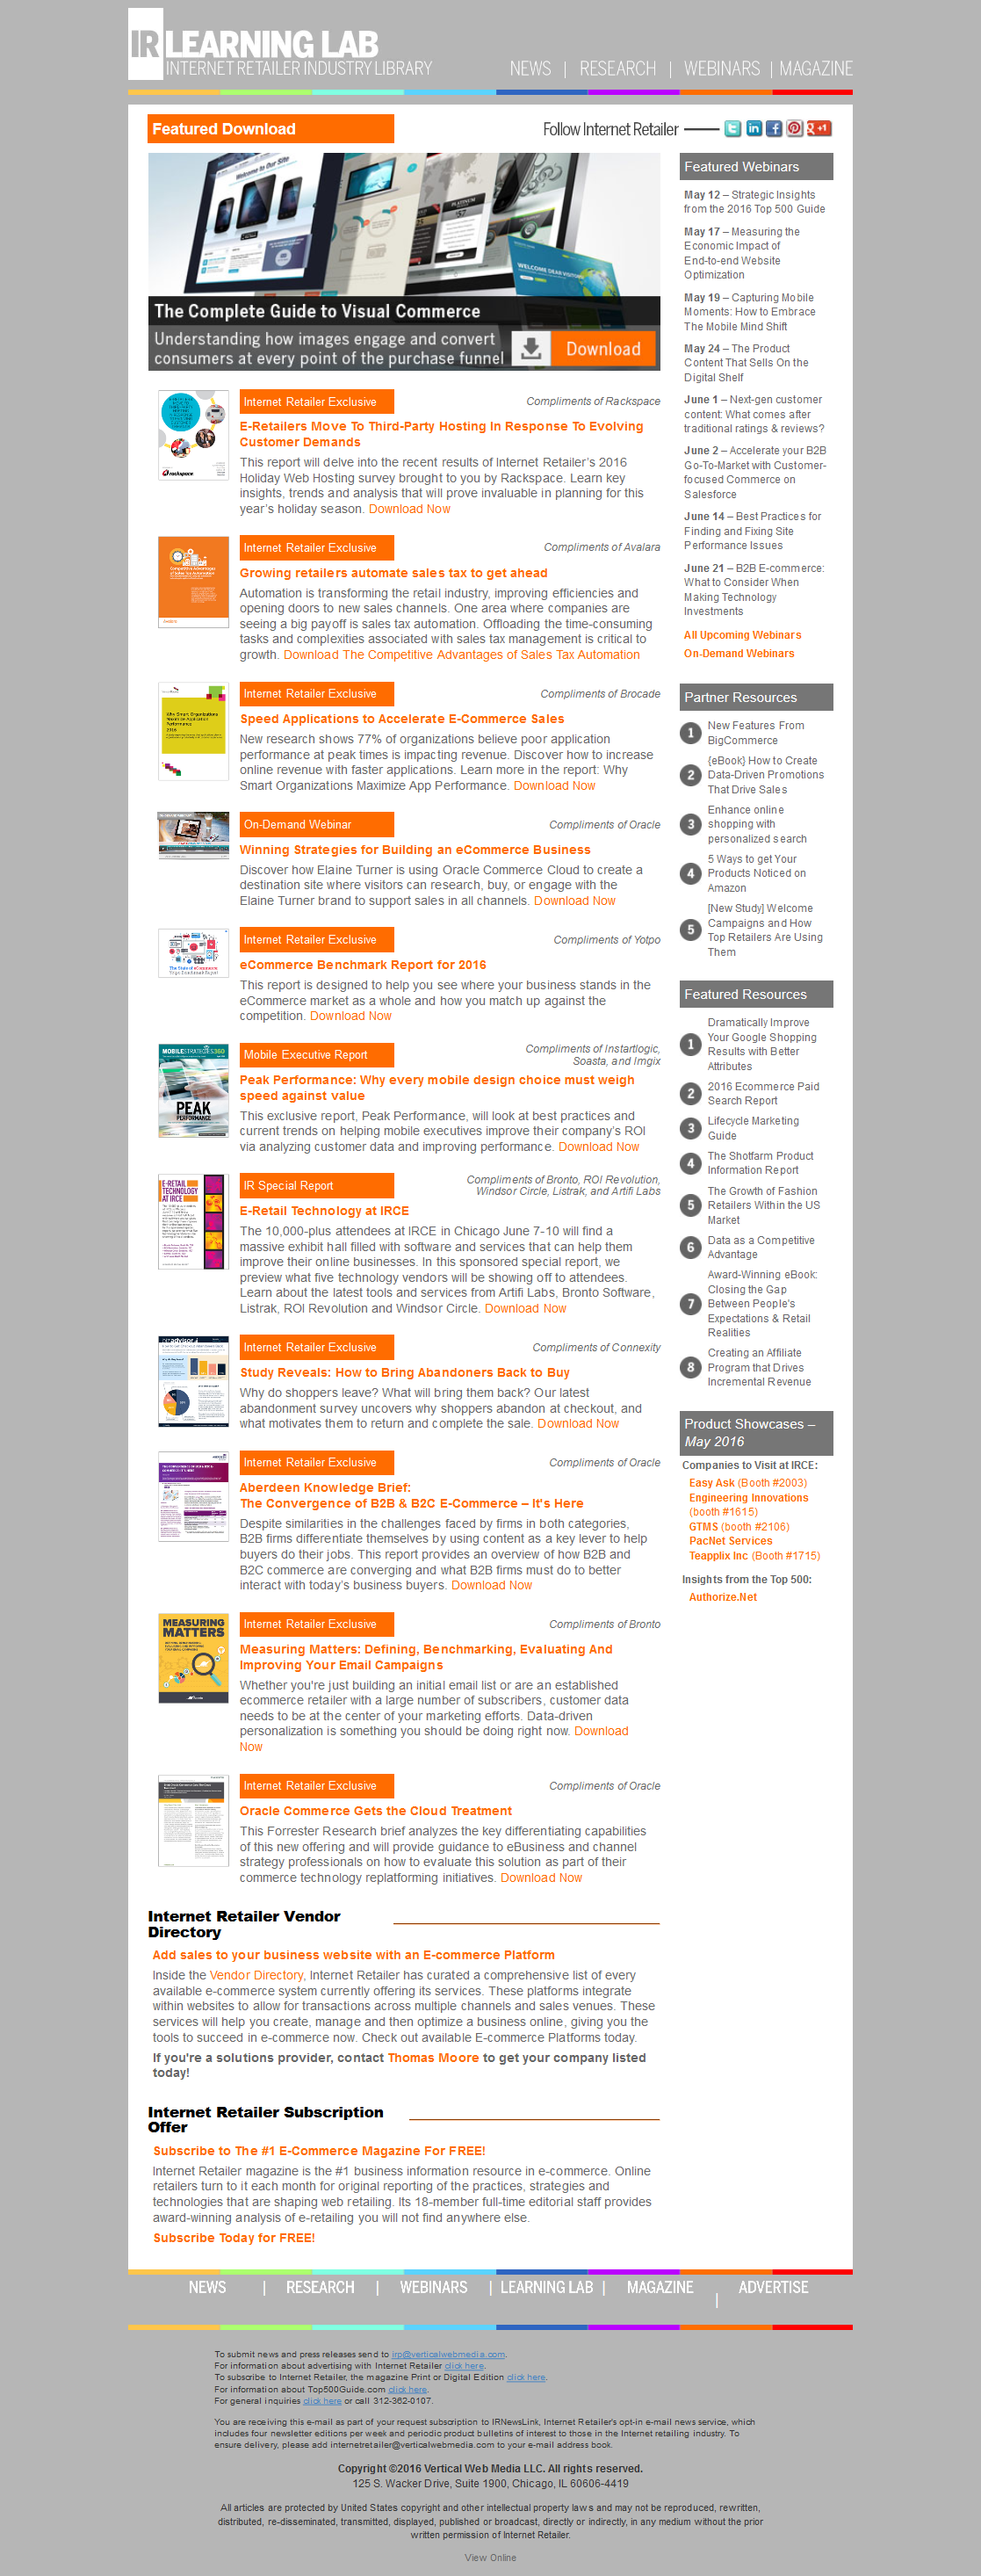 IR LEARNING LAB
INTERNET RETAILER INDUSTRY LIBRARY
NEWS | RESEARCH | WEBINARS | MAGAZINE
Featured Download
Follow Internet Retailer
The Complete Guide to Visual Commerce
Understanding how images engage and convert
consumers at every point of the purchase funnel
Download
Internet Retailer Exclusive
Compliments of Rackspace
E-Retailers Move To Third-Party Hosting In Response To Evolving
Customer Demands
This report will delve into the recent results of Internet Retailer's 2016
Holiday Web Hosting survey brought to you by Rackspace. Learn key
insights, trends and analysis that will prove invaluable in planning for this
year's holiday season. Download Now
Internet Retailer Exclusive
Compliments of Avalara
Growing retailers automate sales tax to get ahead
Automation is transforming the retail industry, improving efficiencies and
opening doors to new sales channels. One area where companies are
seeing a big payoff is sales tax automation. Offloading the time-consuming
tasks and complexities associated with sales tax management is critical to
growth. Download The Competitive Advantages of Sales Tax Automation
Internet Retailer Exclusive
Compliments of Brocade
Speed Applications to Accelerate E-Commerce Sales
New research shows 77% of organizations believe poor application
performance at peak times is impacting revenue. Discover how to increase
online revenue with faster applications. Learn more in the report: Why
Smart Organizations Maximize App Performance. Download Now
On-Demand Webinar
Compliments of Oracle
Winning Strategies for Building an eCommerce Business
Discover how Elaine Turner is using Oracle Commerce Cloud to create a
destination site where visitors can research, buy, or engage with the
Elaine Turner brand to support sales in all channels. Download Now
Internet Retailer Exclusive
Compliments of Yotpo
eCommerce Benchmark Report for 2016
This report is designed to help you see where your business stands in the
eCommerce market as a whole and how you match up against the
competition. Download Now
Mobile Executive Report
Compliments of Instartlogic,
Soasta, and Imgix
Peak Performance: Why every mobile design choice must weigh
speed against value
This exclusive report, Peak Performance, will look at best practices and
current trends on helping mobile executives improve their company's ROI
via analyzing customer data and improving performance. Download Now
IR Special Report
Compliments of Bronto, ROI Revolution,
Windsor Circle, Listrak, and Artifi Labs
E-Retail Technology at IRCE
The 10,000-plus attendees at IRCE in Chicago June 7-10 will find a
massive exhibit hall filled with software and services that can help them
improve their online businesses. In this sponsored special report, we
preview what five technology vendors will be showing off to attendees.
Learn about the latest tools and services from Artifi Labs, Bronto Software,
Listrak, ROI Revolution and Windsor Circle. Download Now
Internet Retailer Exclusive
Compliments of Connexity
Study Reveals: How to Bring Abandoners Back to Buy
Why do shoppers leave? What will bring them back? Our latest
abandonment survey uncovers why shoppers abandon at checkout, and
what motivates them to return and complete the sale. Download Now
Internet Retailer Exclusive
Compliments of Oracle
Aberdeen Knowledge Brief:
The Convergence of B2B & B2C E-Commerce – It's Here
Despite similarities in the challenges faced by firms in both categories,
B2B firms differentiate themselves by using content as a key lever to help
buyers do their jobs. This report provides an overview of how B2B and
B2C commerce are converging and what B2B firms must do to better
interact with today's business buyers. Download Now
Internet Retailer Exclusive
Compliments of Bronto
Measuring Matters: Defining, Benchmarking, Evaluating And
Improving Your Email Campaigns
Whether you're just building an initial email list or are an established
ecommerce retailer with a large number of subscribers, customer data
needs to be at the center of your marketing efforts. Data-driven
personalization is something you should be doing right now. Download
Now
Internet Retailer Exclusive
Compliments of Oracle
Oracle Commerce Gets the Cloud Treatment
This Forrester Research brief analyzes the key differentiating capabilities
of this new offering and will provide guidance to eBusiness and channel
strategy professionals on how to evaluate this solution as part of their
commerce technology replatforming initiatives. Download Now
Internet Retailer Vendor
Directory
Add sales to your business website with an E-commerce Platform
Inside the Vendor Directory, Internet Retailer has curated a comprehensive list of every
available e-commerce system currently offering its services. These platforms integrate
within websites to allow for transactions across multiple channels and sales venues. These
services will help you create, manage and then optimize a business online, giving you the
tools to succeed in e-commerce now. Check out available E-commerce Platforms today.
If you're a solutions provider, contact Thomas Moore to get your company listed
today!
Internet Retailer Subscription
Offer
Subscribe to The #1 E-Commerce Magazine For FREE!
Internet Retailer magazine is the #1 business information resource in e-commerce. Online
retailers turn to it each month for original reporting of the practices, strategies and
technologies that are shaping web retailing. Its 18-member full-time editorial staff provides
award-winning analysis of e-retailing you will not find anywhere else.
Subscribe Today for FREE!
Featured Webinars
May 12 – Strategic Insights
from the 2016 Top 500 Guide
May 17 – Measuring the
Economic Impact of
End-to-end Website
Optimization
May 19 – Capturing Mobile
Moments: How to Embrace
The Mobile Mind Shift
May 24 – The Product
Content That Sells On the
Digital Shelf
June 1 – Next-gen customer
content: What comes after
traditional ratings & reviews?
June 2 – Accelerate your B2B
Go-To-Market with Customer-
focused Commerce on
Salesforce
June 14 – Best Practices for
Finding and Fixing Site
Performance Issues
June 21 – B2B E-commerce:
What to Consider When
Making Technology
Investments
All Upcoming Webinars
On-Demand Webinars
Partner Resources
1 New Features From
BigCommerce
2 {eBook} How to Create
Data-Driven Promotions
That Drive Sales
3 Enhance online
shopping with
personalized search
4 5 Ways to get Your
Products Noticed on
Amazon
5 [New Study] Welcome
Campaigns and How
Top Retailers Are Using
Them
Featured Resources
1 Dramatically Improve
Your Google Shopping
Results with Better
Attributes
2 2016 Ecommerce Paid
Search Report
3 Lifecycle Marketing
Guide
4 The Shotfarm Product
Information Report
5 The Growth of Fashion
Retailers Within the US
Market
6 Data as a Competitive
Advantage
7 Award-Winning eBook:
Closing the Gap
Between People's
Expectations & Retail
Realities
8 Creating an Affiliate
Program that Drives
Incremental Revenue
Product Showcases –
May 2016
Companies to Visit at IRCE:
Easy Ask (Booth #2003)
Engineering Innovations
(booth #1615)
GTMS (booth #2106)
PacNet Services
Teapplix Inc (Booth #1715)
Insights from the Top 500:
Authorize.Net
NEWS | RESEARCH | WEBINARS | LEARNING LAB | MAGAZINE | ADVERTISE
To submit news and press releases send to irp@verticalwebmedia.com.
For information about advertising with Internet Retailer click here.
To subscribe to Internet Retailer, the magazine Print or Digital Edition click here.
For information about Top500Guide.com click here.
For general inquiries click here or call 312-362-0107.
You are receiving this e-mail as part of your request subscription to IRNewsLink, Internet Retailer's opt-in e-mail news service, which
includes four newsletter editions per week and periodic product bulletins of interest to those in the Internet retailing industry. To
ensure delivery, please add internetretailer@verticalwebmedia.com to your e-mail address book.
Copyright ©2016 Vertical Web Media LLC. All rights reserved.
125 S. Wacker Drive, Suite 1900, Chicago, IL 60606-4419
All articles are protected by United States copyright and other intellectual property laws and may not be reproduced, rewritten,
distributed, re-disseminated, transmitted, displayed, published or broadcast, directly or indirectly, in any medium without the prior
written permission of Internet Retailer.
View Online